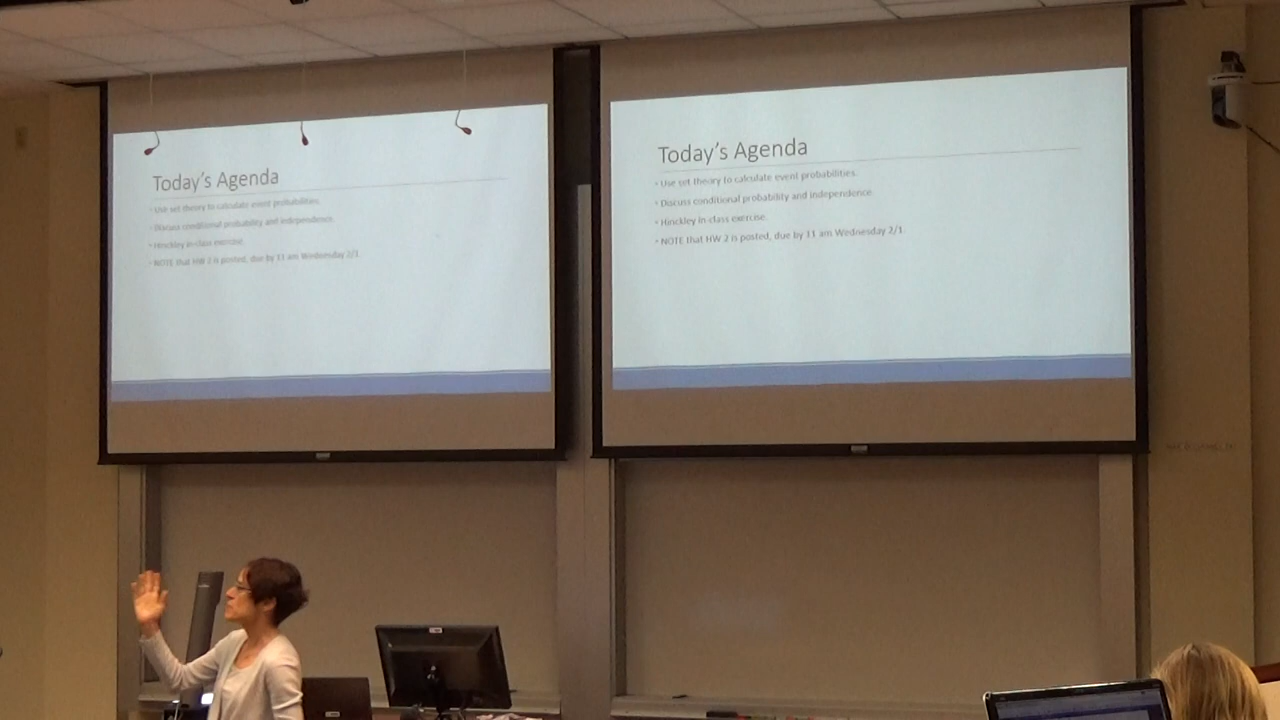 Today's Agenda
Use set theory to calculate event probabilities.
Discuss conditional probability and independence.
Hinckley in-class exercise.
NOTE that HW 2 is posted, due by 11 am Wednesday 2/1.
Today's Agenda
Use set theory to calculate event probabilities.
Discuss conditional probability and independence.
Hinckley in-class exercise.
NOTE that HW 2 is posted, due by 11 am Wednesday 2/1.